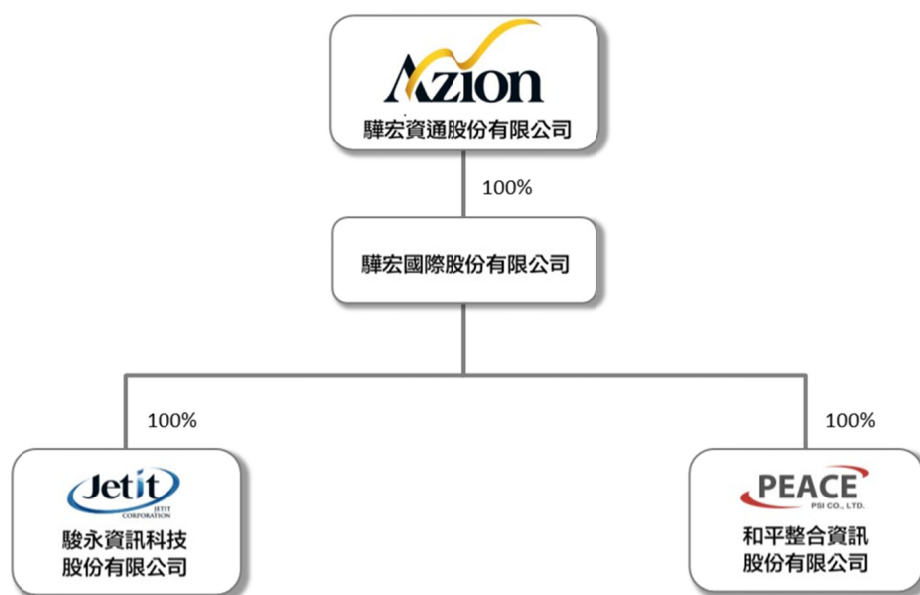 Azion
驊宏資通股份有限公司
100%
驊宏國際股份有限公司
100%
100%
Jetit
JETIT
CORPORATION
駿永資訊科技
股份有限公司
PEACE
PSI CO., LTD.
和平整合資訊
股份有限公司